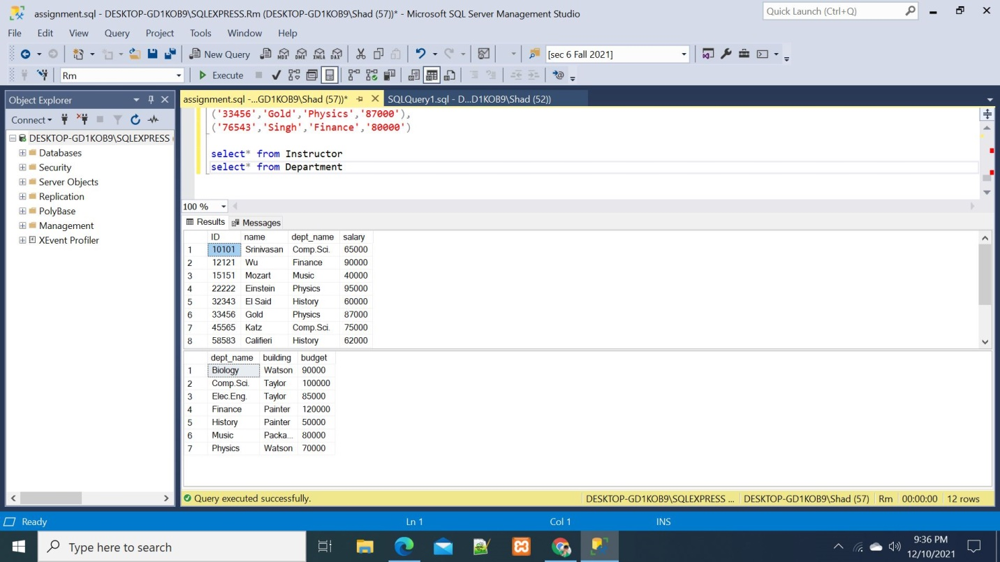 assignment.sql - DESKTOP-GD1KOB9\SQLEXPRESS.Rm (DESKTOP-GD1KOB9\Shad (57))* - Microsoft SQL Server Management Studio
Quick Launch (Ctrl+Q)
File Edit View Query Project Tools Window Help
New Query MDX DMX XMLA DAX [sec 6 Fall 2021]
Rm Execute
Object Explorer
Connect
DESKTOP-GD1KOB9\SQLEXPRESS (
Databases
Security
Server Objects
Replication
PolyBase
Management
XEvent Profiler
assignment.sql -...GD1KOB9\Shad (57))* SQLQuery1.sql - D...D1KOB9\Shad (52))
('33456','Gold','Physics','87000'),
('76543','Singh','Finance','80000')
select* from Instructor
select* from Department
100 %
Results Messages
ID name dept_name salary
1 10101 Srinivasan Comp.Sci. 65000
2 12121 Wu Finance 90000
3 15151 Mozart Music 40000
4 22222 Einstein Physics 95000
5 32343 El Said History 60000
6 33456 Gold Physics 87000
7 45565 Katz Comp.Sci. 75000
8 58583 Califieri History 62000
dept_name building budget
1 Biology Watson 90000
2 Comp.Sci. Taylor 100000
3 Elec.Eng. Taylor 85000
4 Finance Painter 120000
5 History Painter 50000
6 Music Packa... 80000
7 Physics Watson 70000
Query executed successfully. DESKTOP-GD1KOB9\SQLEXPRESS ... DESKTOP-GD1KOB9\Shad (57) Rm 00:00:00 12 rows
Ready Ln 1 Col 1 INS
Type here to search
9:36 PM
12/10/2021